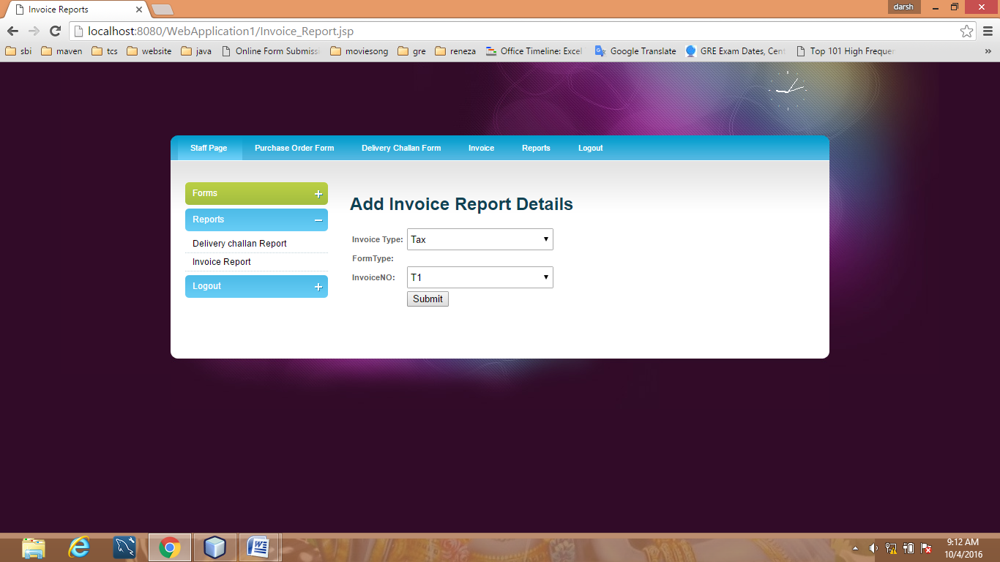 Invoice Reports
darsh
localhost:8080/WebApplication1/Invoice_Report.jsp
sbi maven tcs website java Online Form Submissi moviesong gre reneza Office Timeline: Excel Google Translate GRE Exam Dates, Cent Top 101 High Frequen
Staff Page Purchase Order Form Delivery Challan Form Invoice Reports Logout
Forms
Reports
Delivery challan Report
Invoice Report
Logout
Add Invoice Report Details
Invoice Type: Tax
FormType:
InvoiceNO: T1
Submit
9:12 AM
10/4/2016